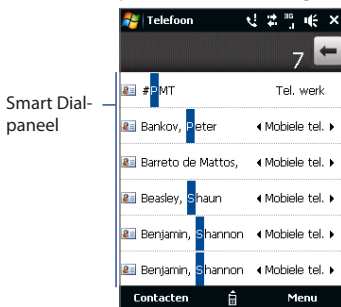 Telefoon
7
Smart Dial-
paneel
#PMT Tel. werk
Bankov, Peter Mobiele tel.
Barreto de Mattos, Mobiele tel.
Beasley, Shaun Mobiele tel.
Benjamin, Shannon Mobiele tel.
Benjamin, Shannon Mobiele tel.
Contacten Menu